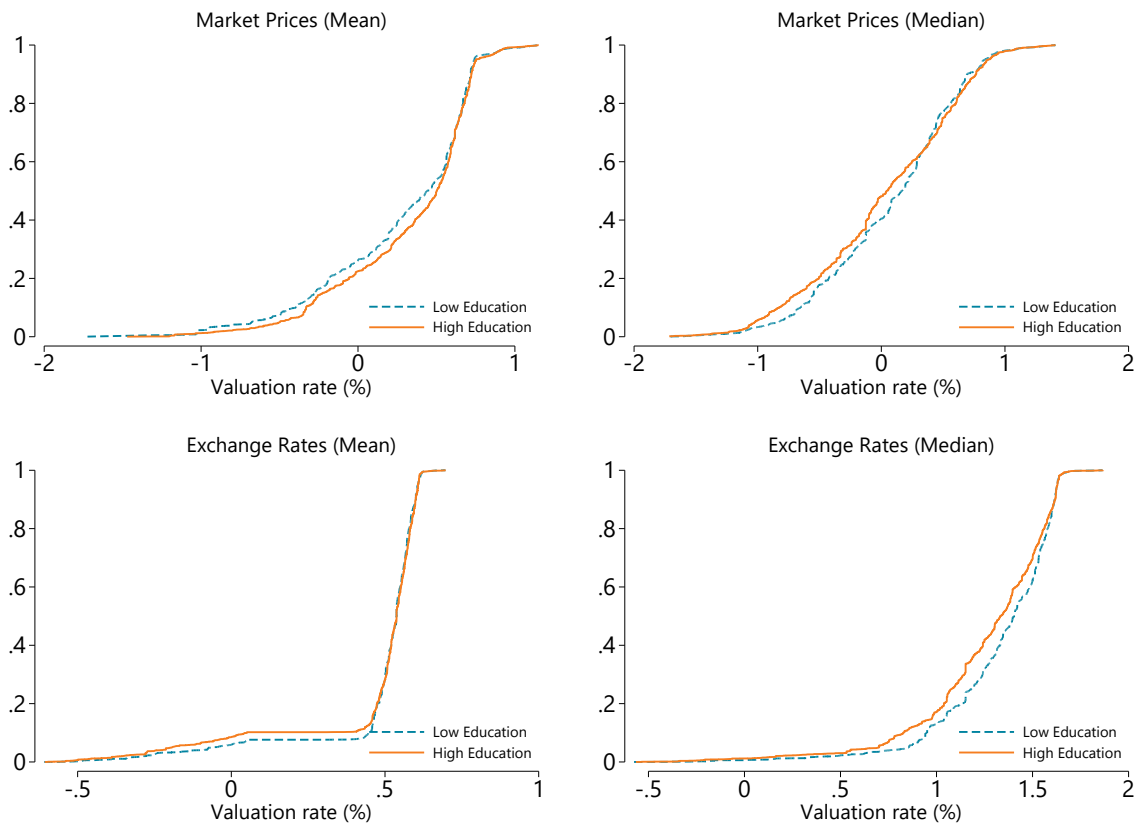 Market Prices (Mean)
1
.8
.6
.4
.2
0
Low Education
High Education
-2
-1
0
1
Valuation rate (%)
Market Prices (Median)
1
.8
.6
.4
.2
0
Low Education
High Education
-2
-1
0
1
2
Valuation rate (%)
Exchange Rates (Mean)
1
.8
.6
.4
.2
0
Low Education
High Education
-.5
0
.5
1
Valuation rate (%)
Exchange Rates (Median)
1
.8
.6
.4
.2
0
Low Education
High Education
-.5
0
.5
1
1.5
2
Valuation rate (%)